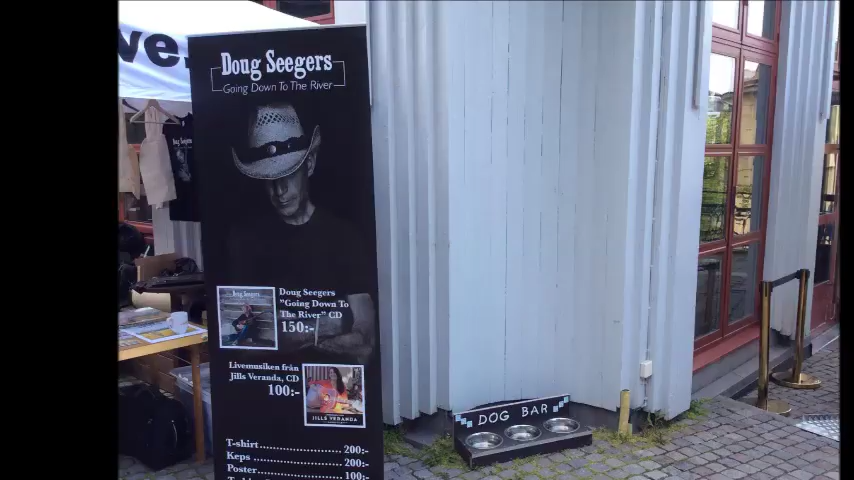 ve.
Doug Seegers
Going Down To The River
Doug Seegers
Doug Seegers
"Going Down To
The River" CD
150:-
Livemusiken från
Jills Veranda, CD
100:-
JILLS VERANDA
T-shirt......................200:-
Keps.........................200:-
Poster.......................100:-
DOG BAR